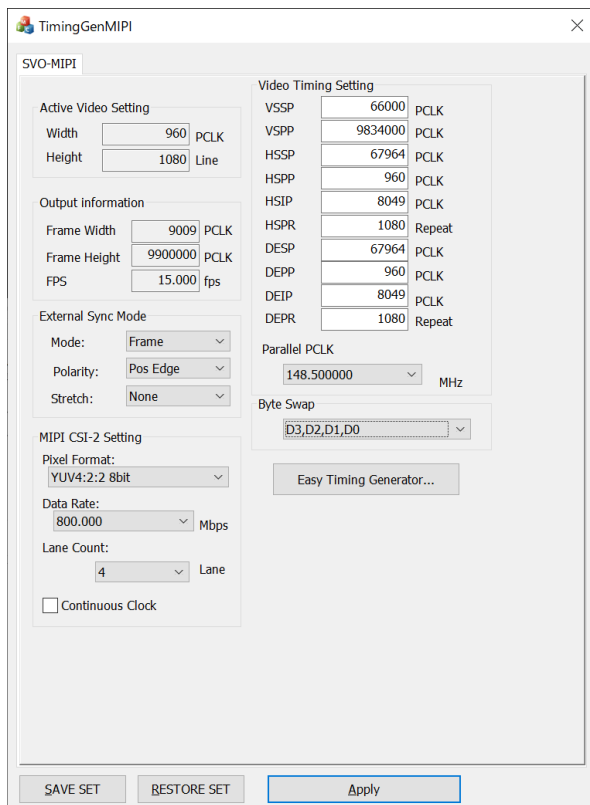 TimingGenMIPI
SVO-MIPI
Active Video Setting
Width 960 PCLK
Height 1080 Line
Output information
Frame Width 9009 PCLK
Frame Height 9900000 PCLK
FPS 15.000 fps
External Sync Mode
Mode: Frame
Polarity: Pos Edge
Stretch: None
MIPI CSI-2 Setting
Pixel Format:
YUV4:2:2 8bit
Data Rate:
800.000 Mbps
Lane Count:
4 Lane
Continuous Clock
Video Timing Setting
VSSP 66000 PCLK
VSPP 9834000 PCLK
HSSP 67964 PCLK
HSPP 960 PCLK
HSIP 8049 PCLK
HSPR 1080 Repeat
DESP 67964 PCLK
DEPP 960 PCLK
DEIP 8049 PCLK
DEPR 1080 Repeat
Parallel PCLK
148.500000 MHz
Byte Swap
D3,D2,D1,D0
Easy Timing Generator...
SAVE SET RESTORE SET Apply